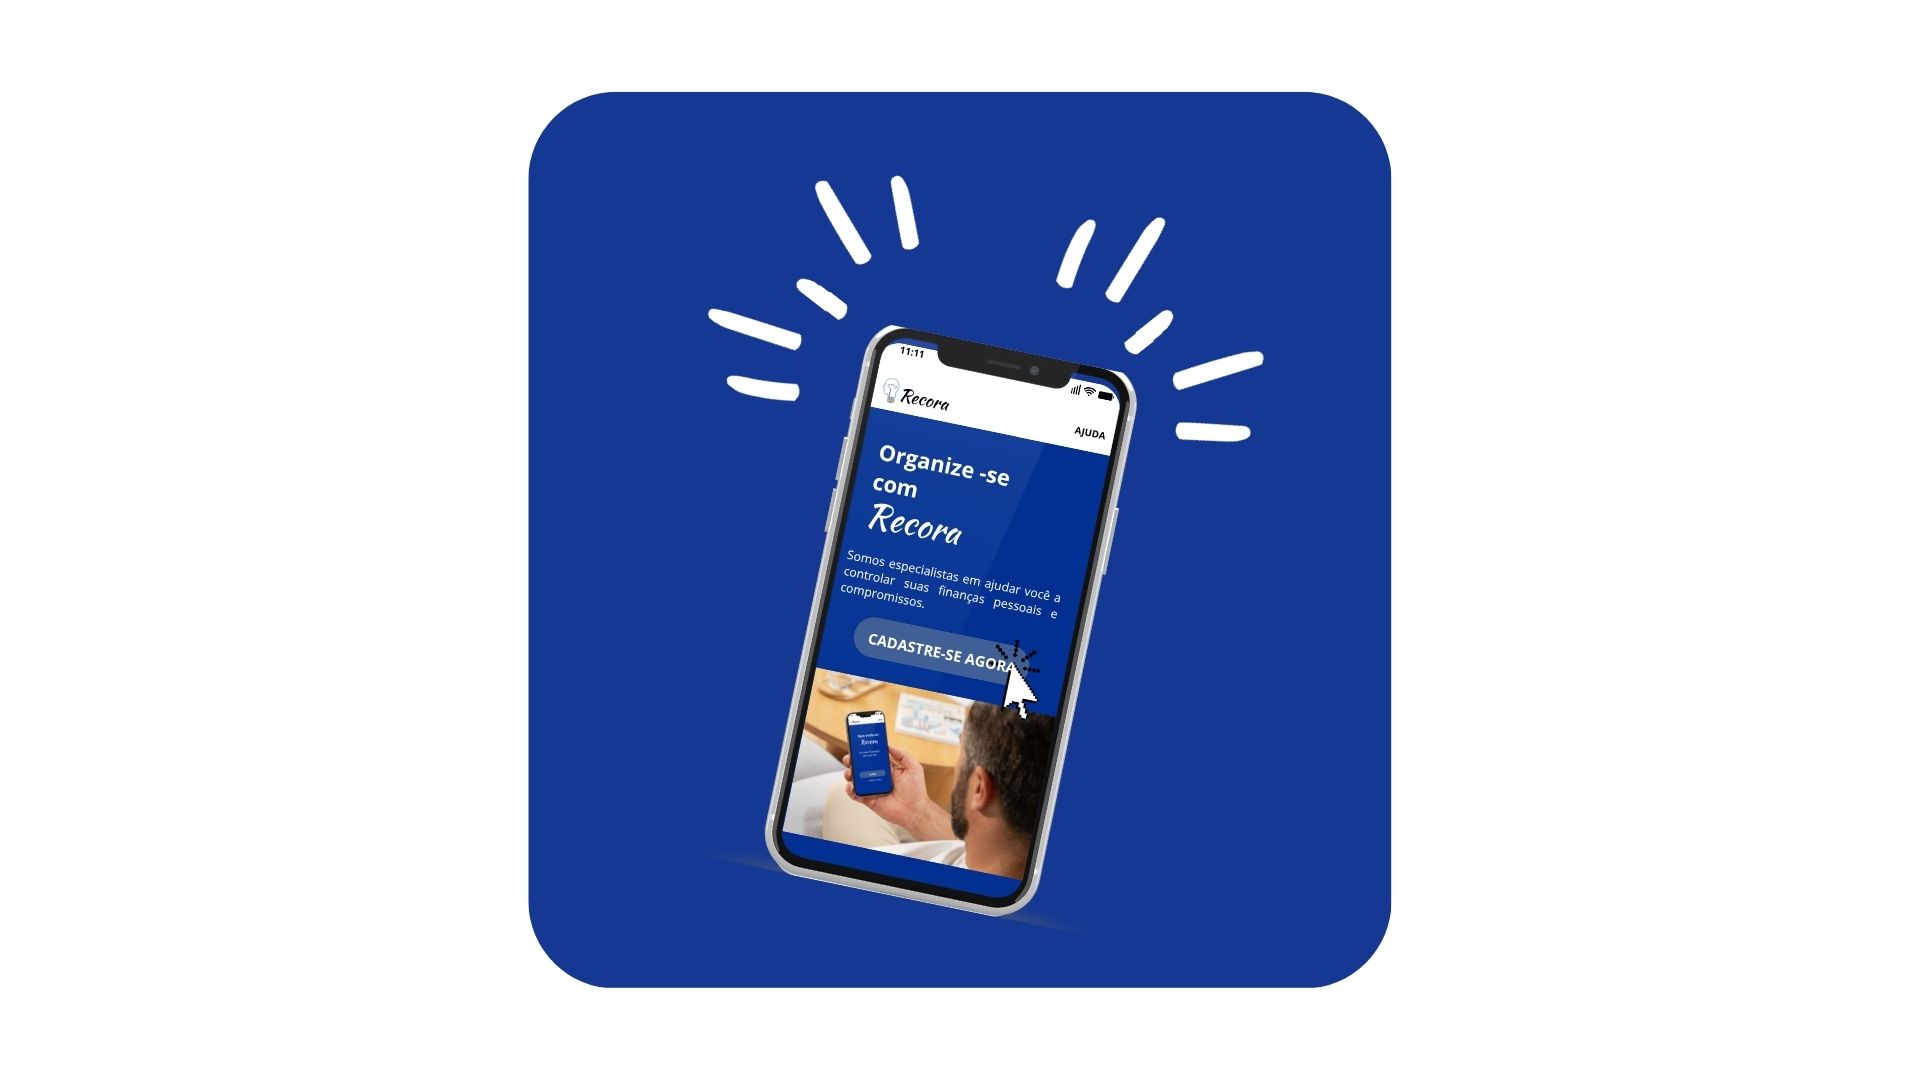 11:11
Recora
AJUDA
Organize -se
com
Recora
Somos especialistas em ajudar você a
controlar suas finanças pessoais e
compromissos.
CADASTRE-SE AGORA
Recora